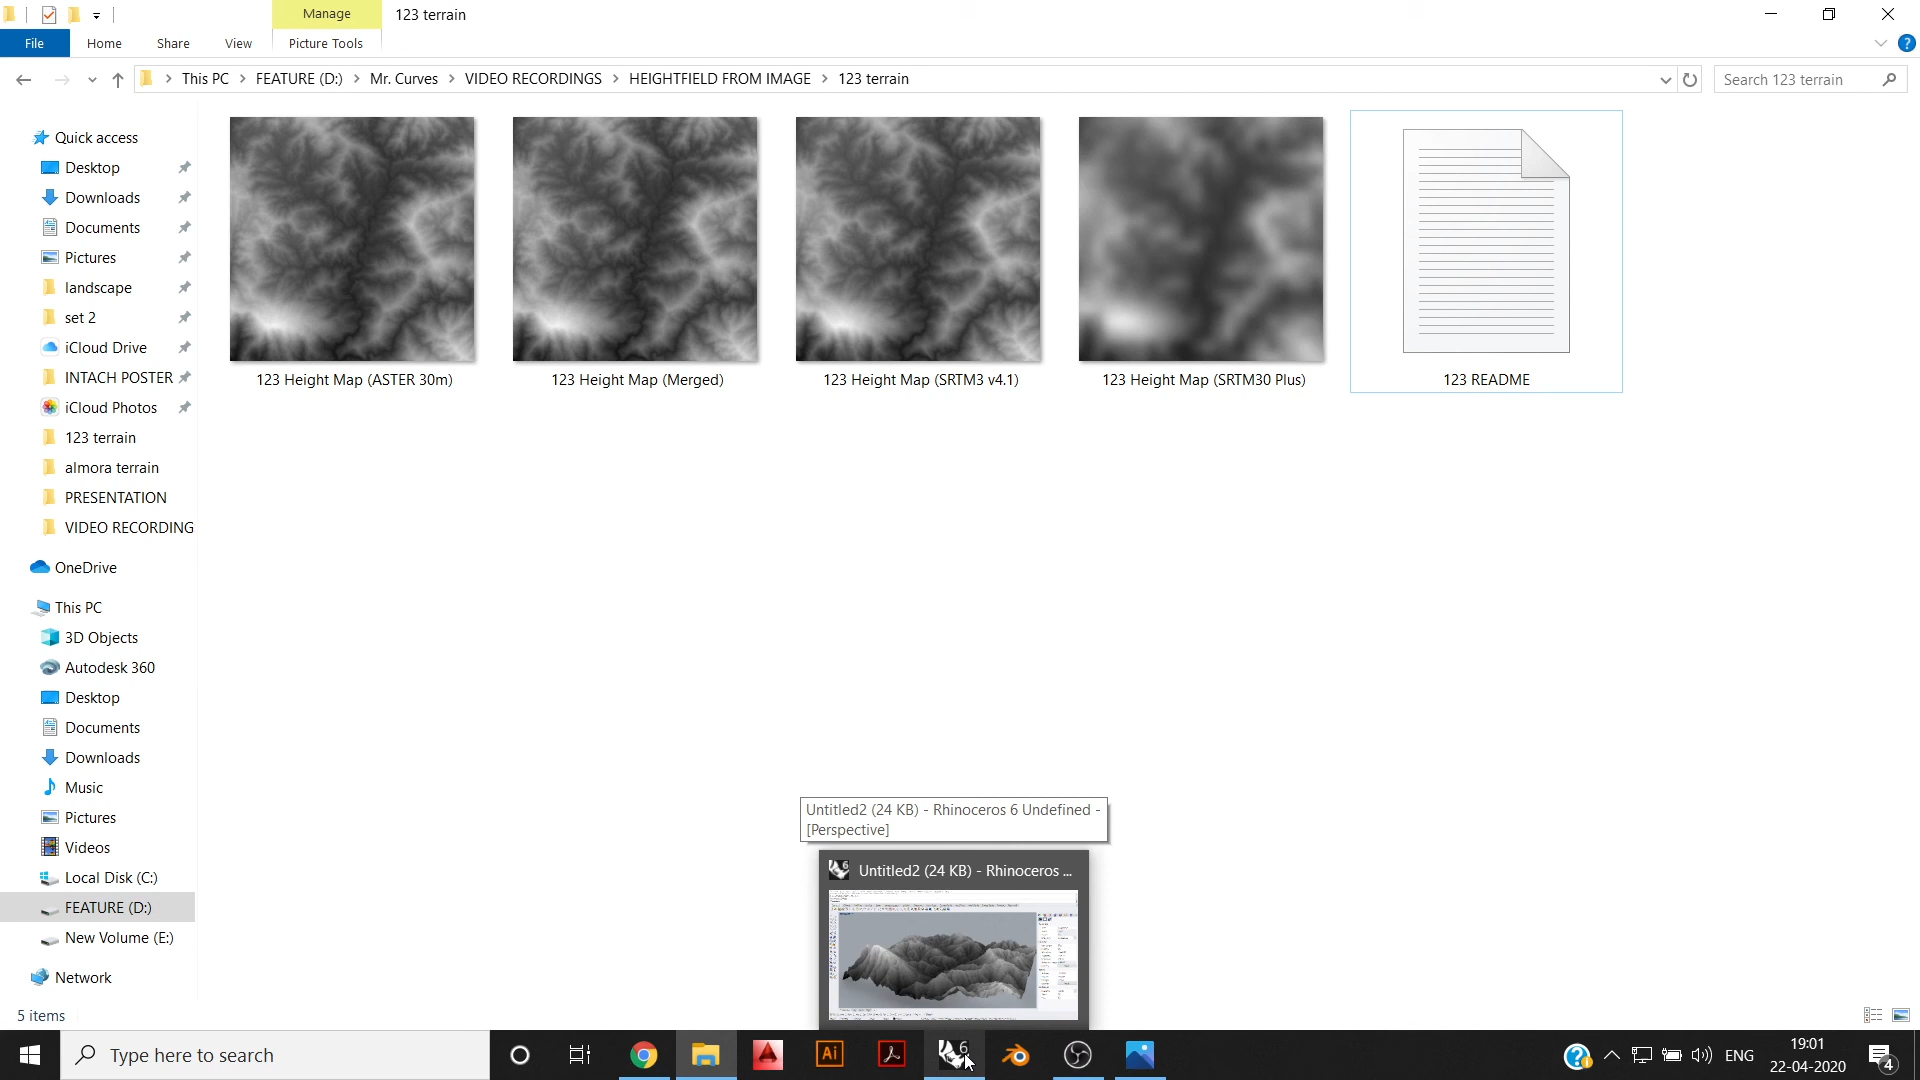 Manage
123 terrain
File
Home
Share
View
Picture Tools
This PC
FEATURE (D:)
Mr. Curves
VIDEO RECORDINGS
HEIGHTFIELD FROM IMAGE
123 terrain
Search 123 terrain
Quick access
Desktop
Downloads
Documents
Pictures
landscape
set 2
iCloud Drive
INTACH POSTER
iCloud Photos
123 terrain
almora terrain
PRESENTATION
VIDEO RECORDING
OneDrive
This PC
3D Objects
Autodesk 360
Desktop
Documents
Downloads
Music
Pictures
Videos
Local Disk (C:)
FEATURE (D:)
New Volume (E:)
Network
123 Height Map (ASTER 30m)
123 Height Map (Merged)
123 Height Map (SRTM3 v4.1)
123 Height Map (SRTM30 Plus)
123 README
Untitled2 (24 KB) - Rhinoceros 6 Undefined -
[Perspective]
Untitled2 (24 KB) - Rhinoceros ...
5 items
Type here to search
Ai
6
ENG
19:01
22-04-2020
4